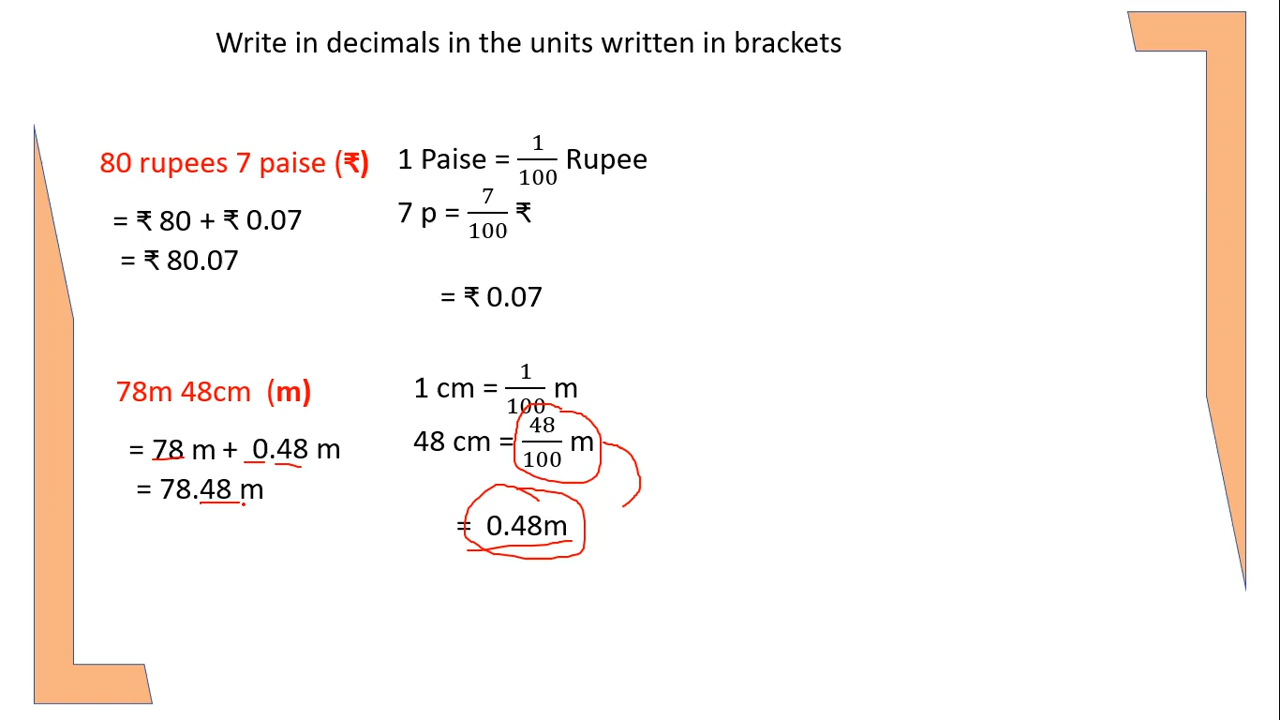 Write in decimals in the units written in brackets
80 rupees 7 paise (₹)
= ₹ 80 + ₹ 0.07
= ₹ 80.07
1 Paise = 1/100 Rupee
7 p = 7/100 ₹
= ₹ 0.07
78m 48cm (m)
= 78 m + 0.48 m
= 78.48 m
1 cm = 1/100 m
48 cm = 48/100 m
= 0.48m